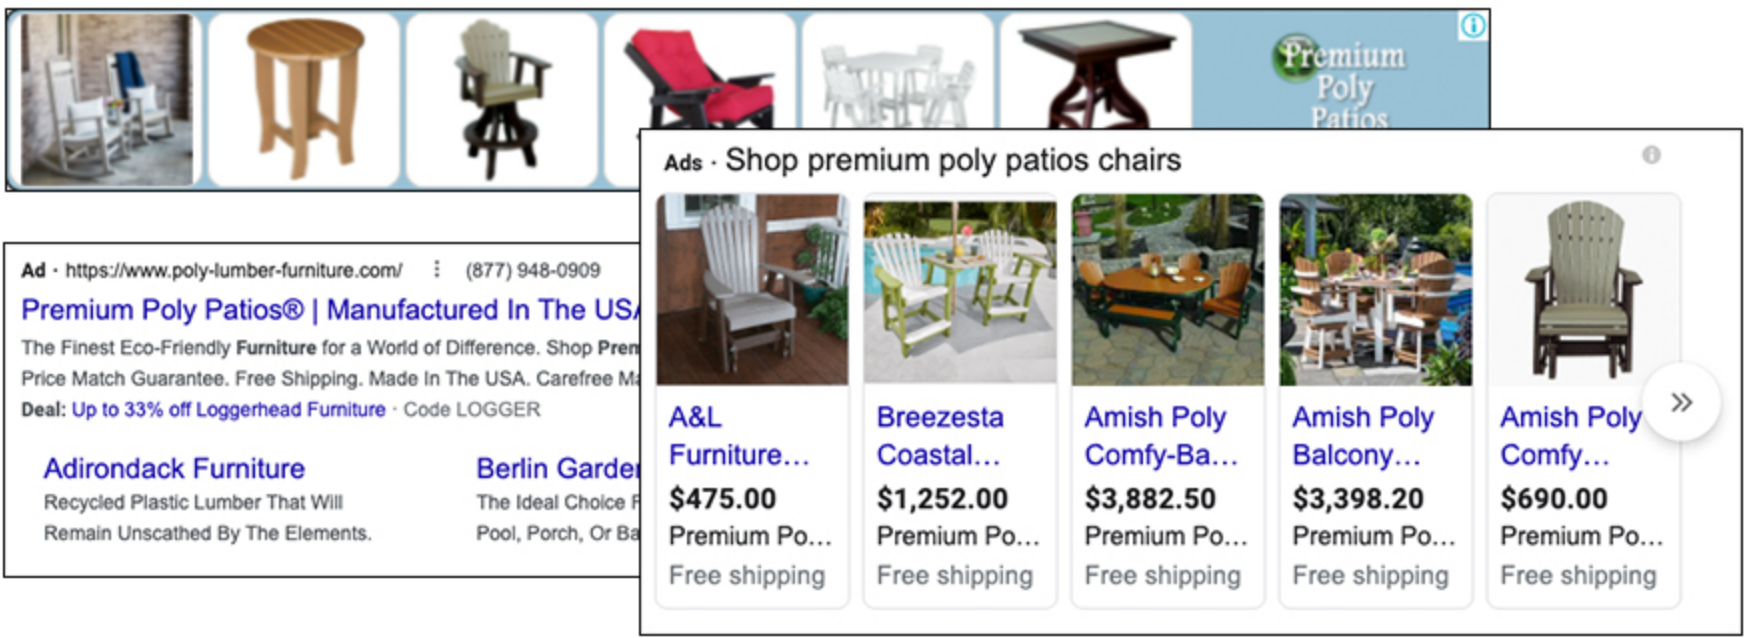 Premium
Poly
Patios
Ads · Shop premium poly patios chairs
Ad · https://www.poly-lumber-furniture.com/ (877) 948-0909
Premium Poly Patios® | Manufactured In The USA
The Finest Eco-Friendly Furniture for a World of Difference. Shop Prem
Price Match Guarantee. Free Shipping. Made In The USA. Carefree Ma
Deal: Up to 33% off Loggerhead Furniture · Code LOGGER
Adirondack Furniture
Recycled Plastic Lumber That Will
Remain Unscathed By The Elements.
Berlin Garden
The Ideal Choice F
Pool, Porch, Or Ba
A&L
Furniture...
$475.00
Premium Po...
Free shipping
Breezesta
Coastal...
$1,252.00
Premium Po...
Free shipping
Amish Poly
Comfy-Ba...
$3,882.50
Premium Po...
Free shipping
Amish Poly
Balcony...
$3,398.20
Premium Po...
Free shipping
Amish Poly
Comfy...
$690.00
Premium Po...
Free shipping